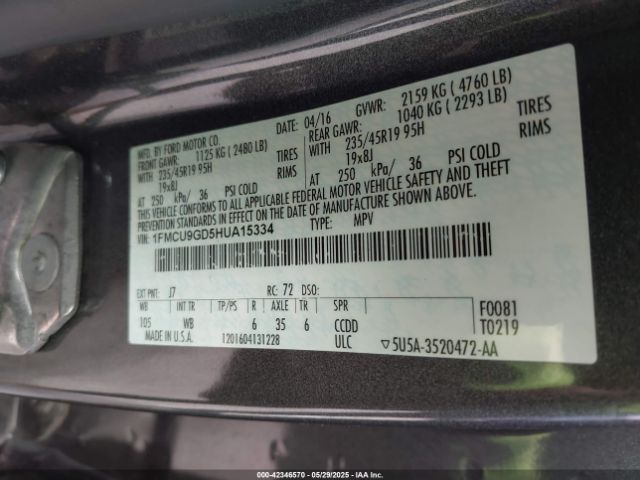 MFD. BY FORD MOTOR CO.
04/16 GVWR: 2159 KG ( 4760 LB)
FRONT GAWR: 1125 KG ( 2480 LB)
REAR GAWR: 1040 KG ( 2293 LB)
WITH 235/45R19 95H TIRES
WITH 235/45R19 95H TIRES
19x8J RIMS
19x8J RIMS
AT 250 kPa/ 36 PSI COLD
AT 250 kPa/ 36 PSI COLD
THIS VEHICLE CONFORMS TO ALL APPLICABLE FEDERAL MOTOR VEHICLE SAFETY AND THEFT
PREVENTION STANDARDS IN EFFECT ON THE DATE OF MANUFACTURE SHOWN ABOVE.
1FMCU9GD5HUA15334 TYPE: MPV
EXT PNT: J7 RC: 72 DSO:
WB INT TR TP/PS R AXLE TR SPR F0081
105 WB 6 35 6 CCDD T0219
MADE IN U.S.A. 1201604131228 ULC ▽5U5A-3520472-AA
00-42346570 - 05/29/2025 - IAAI.COM